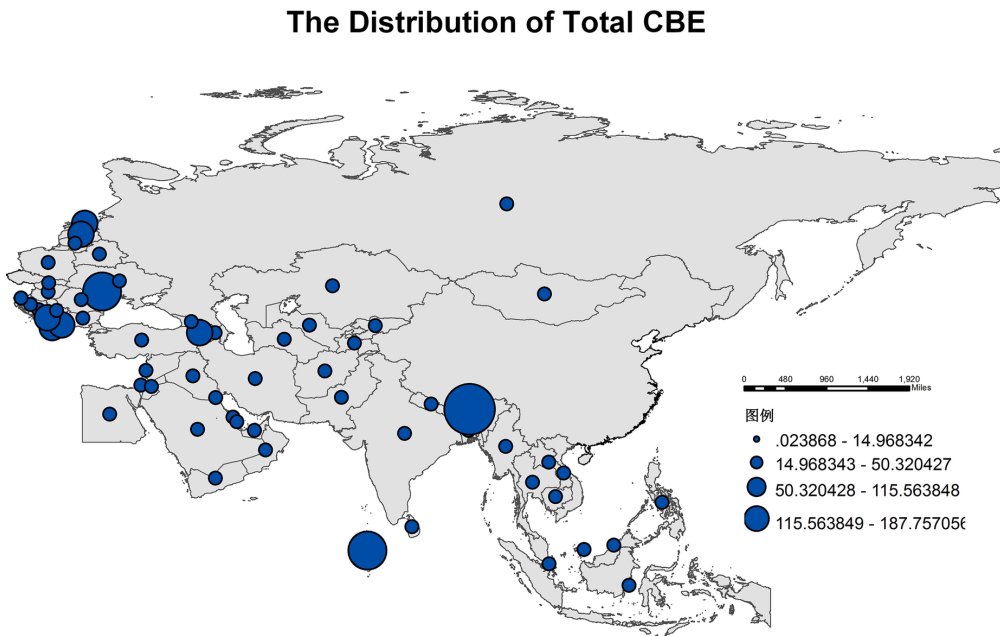 The Distribution of Total CBE
0 480 960 1,440 1,920
Miles
图例
.023868 - 14.968342
14.968343 - 50.320427
50.320428 - 115.563848
115.563849 - 187.757056